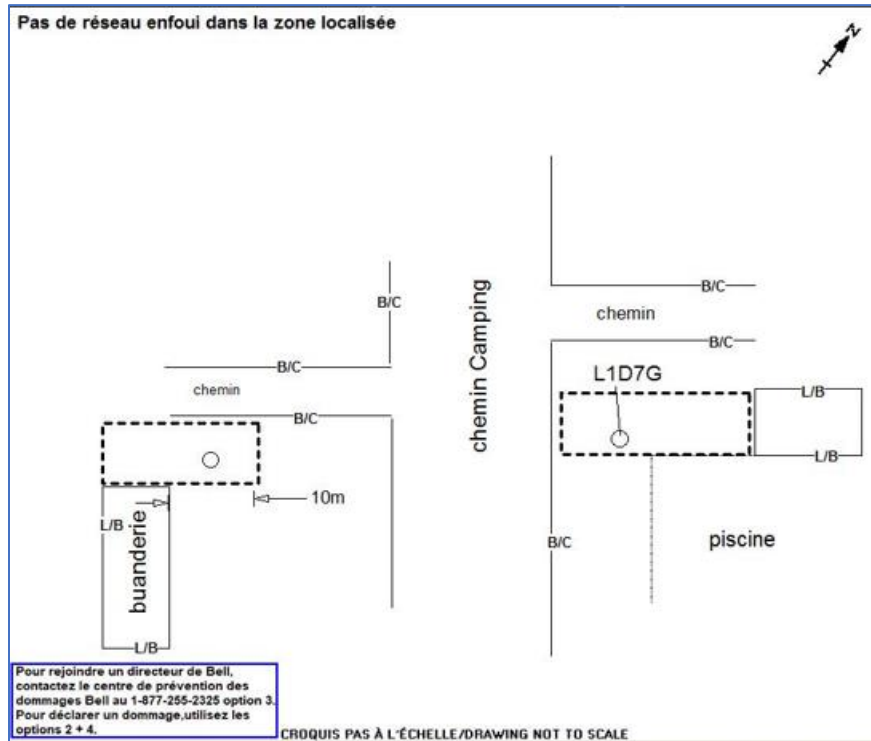 Pas de réseau enfoui dans la zone localisée
N
B/C
chemin
B/C
B/C
chemin Camping
B/C
chemin
B/C
L1D7G
L/B
L/B
10m
L/B
buanderie
B/C
piscine
L/B
Pour rejoindre un directeur de Bell,
contactez le centre de prévention des
dommages Bell au 1-877-255-2325 option 3.
Pour déclarer un dommage,utilisez les
options 2 + 4.
CROQUIS PAS À L'ÉCHELLE/DRAWING NOT TO SCALE